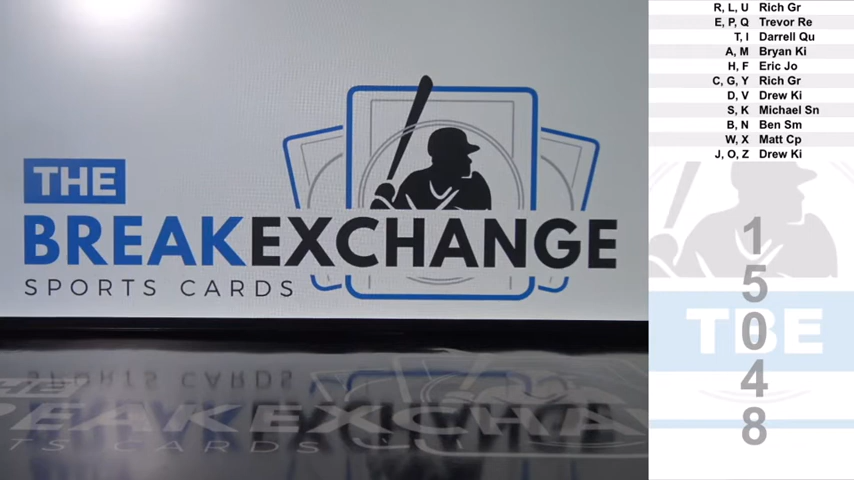 THE
BREAKEXCHANGE
SPORTS CARDS
R, L, U Rich Gr
E, P, Q Trevor Re
T, I Darrell Qu
A, M Bryan Ki
H, F Eric Jo
C, G, Y Rich Gr
D, V Drew Ki
S, K Michael Sn
B, N Ben Sm
W, X Matt Cp
J, O, Z Drew Ki
TBE
1
5
0
4
8